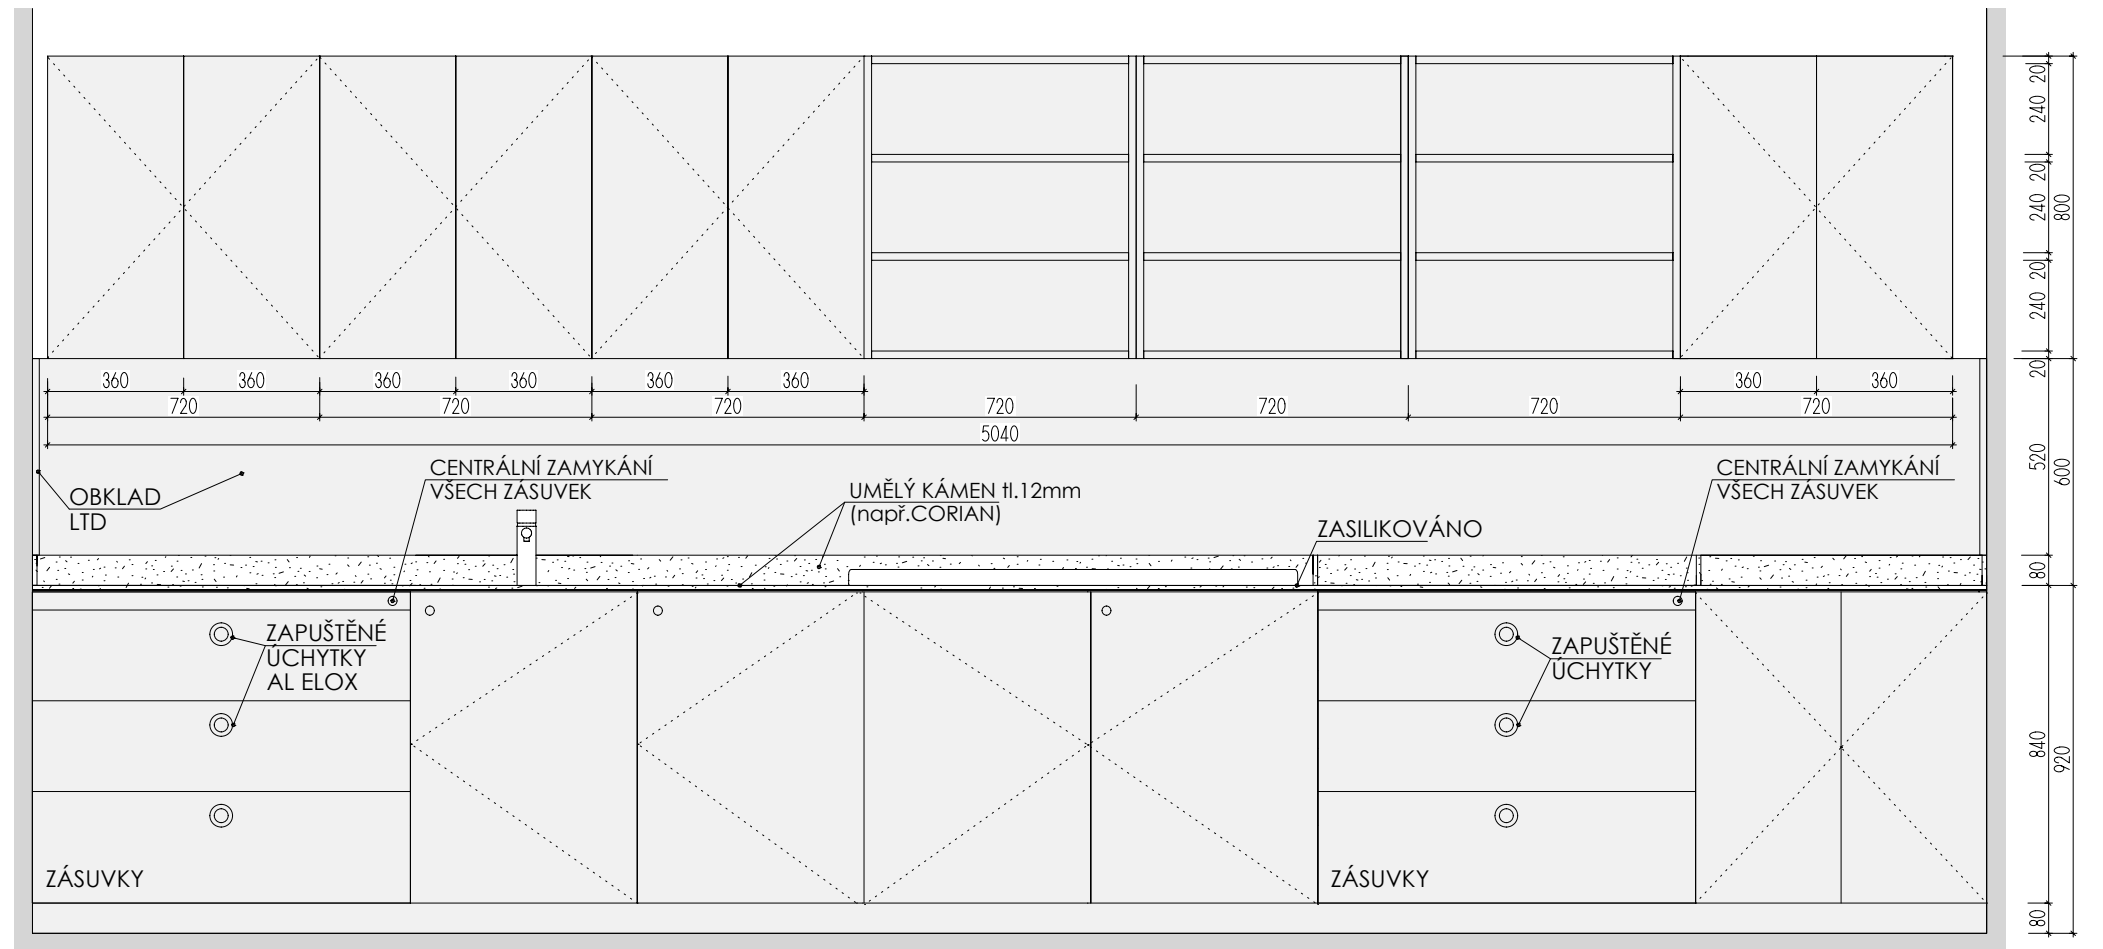 20
240
20
240
800
20
240
20
360
360
360
360
360
360
360
360
720
720
720
720
720
720
720
5040
520
600
CENTRÁLNÍ ZAMYKÁNÍ
VŠECH ZÁSUVEK
CENTRÁLNÍ ZAMYKÁNÍ
VŠECH ZÁSUVEK
OBKLAD
LTD
UMĚLÝ KÁMEN tl.12mm
(např.CORIAN)
ZASILIKOVÁNO
80
ZAPUŠTĚNÉ
ÚCHYTKY
AL ELOX
ZAPUŠTĚNÉ
ÚCHYTKY
840
920
ZÁSUVKY
ZÁSUVKY
80